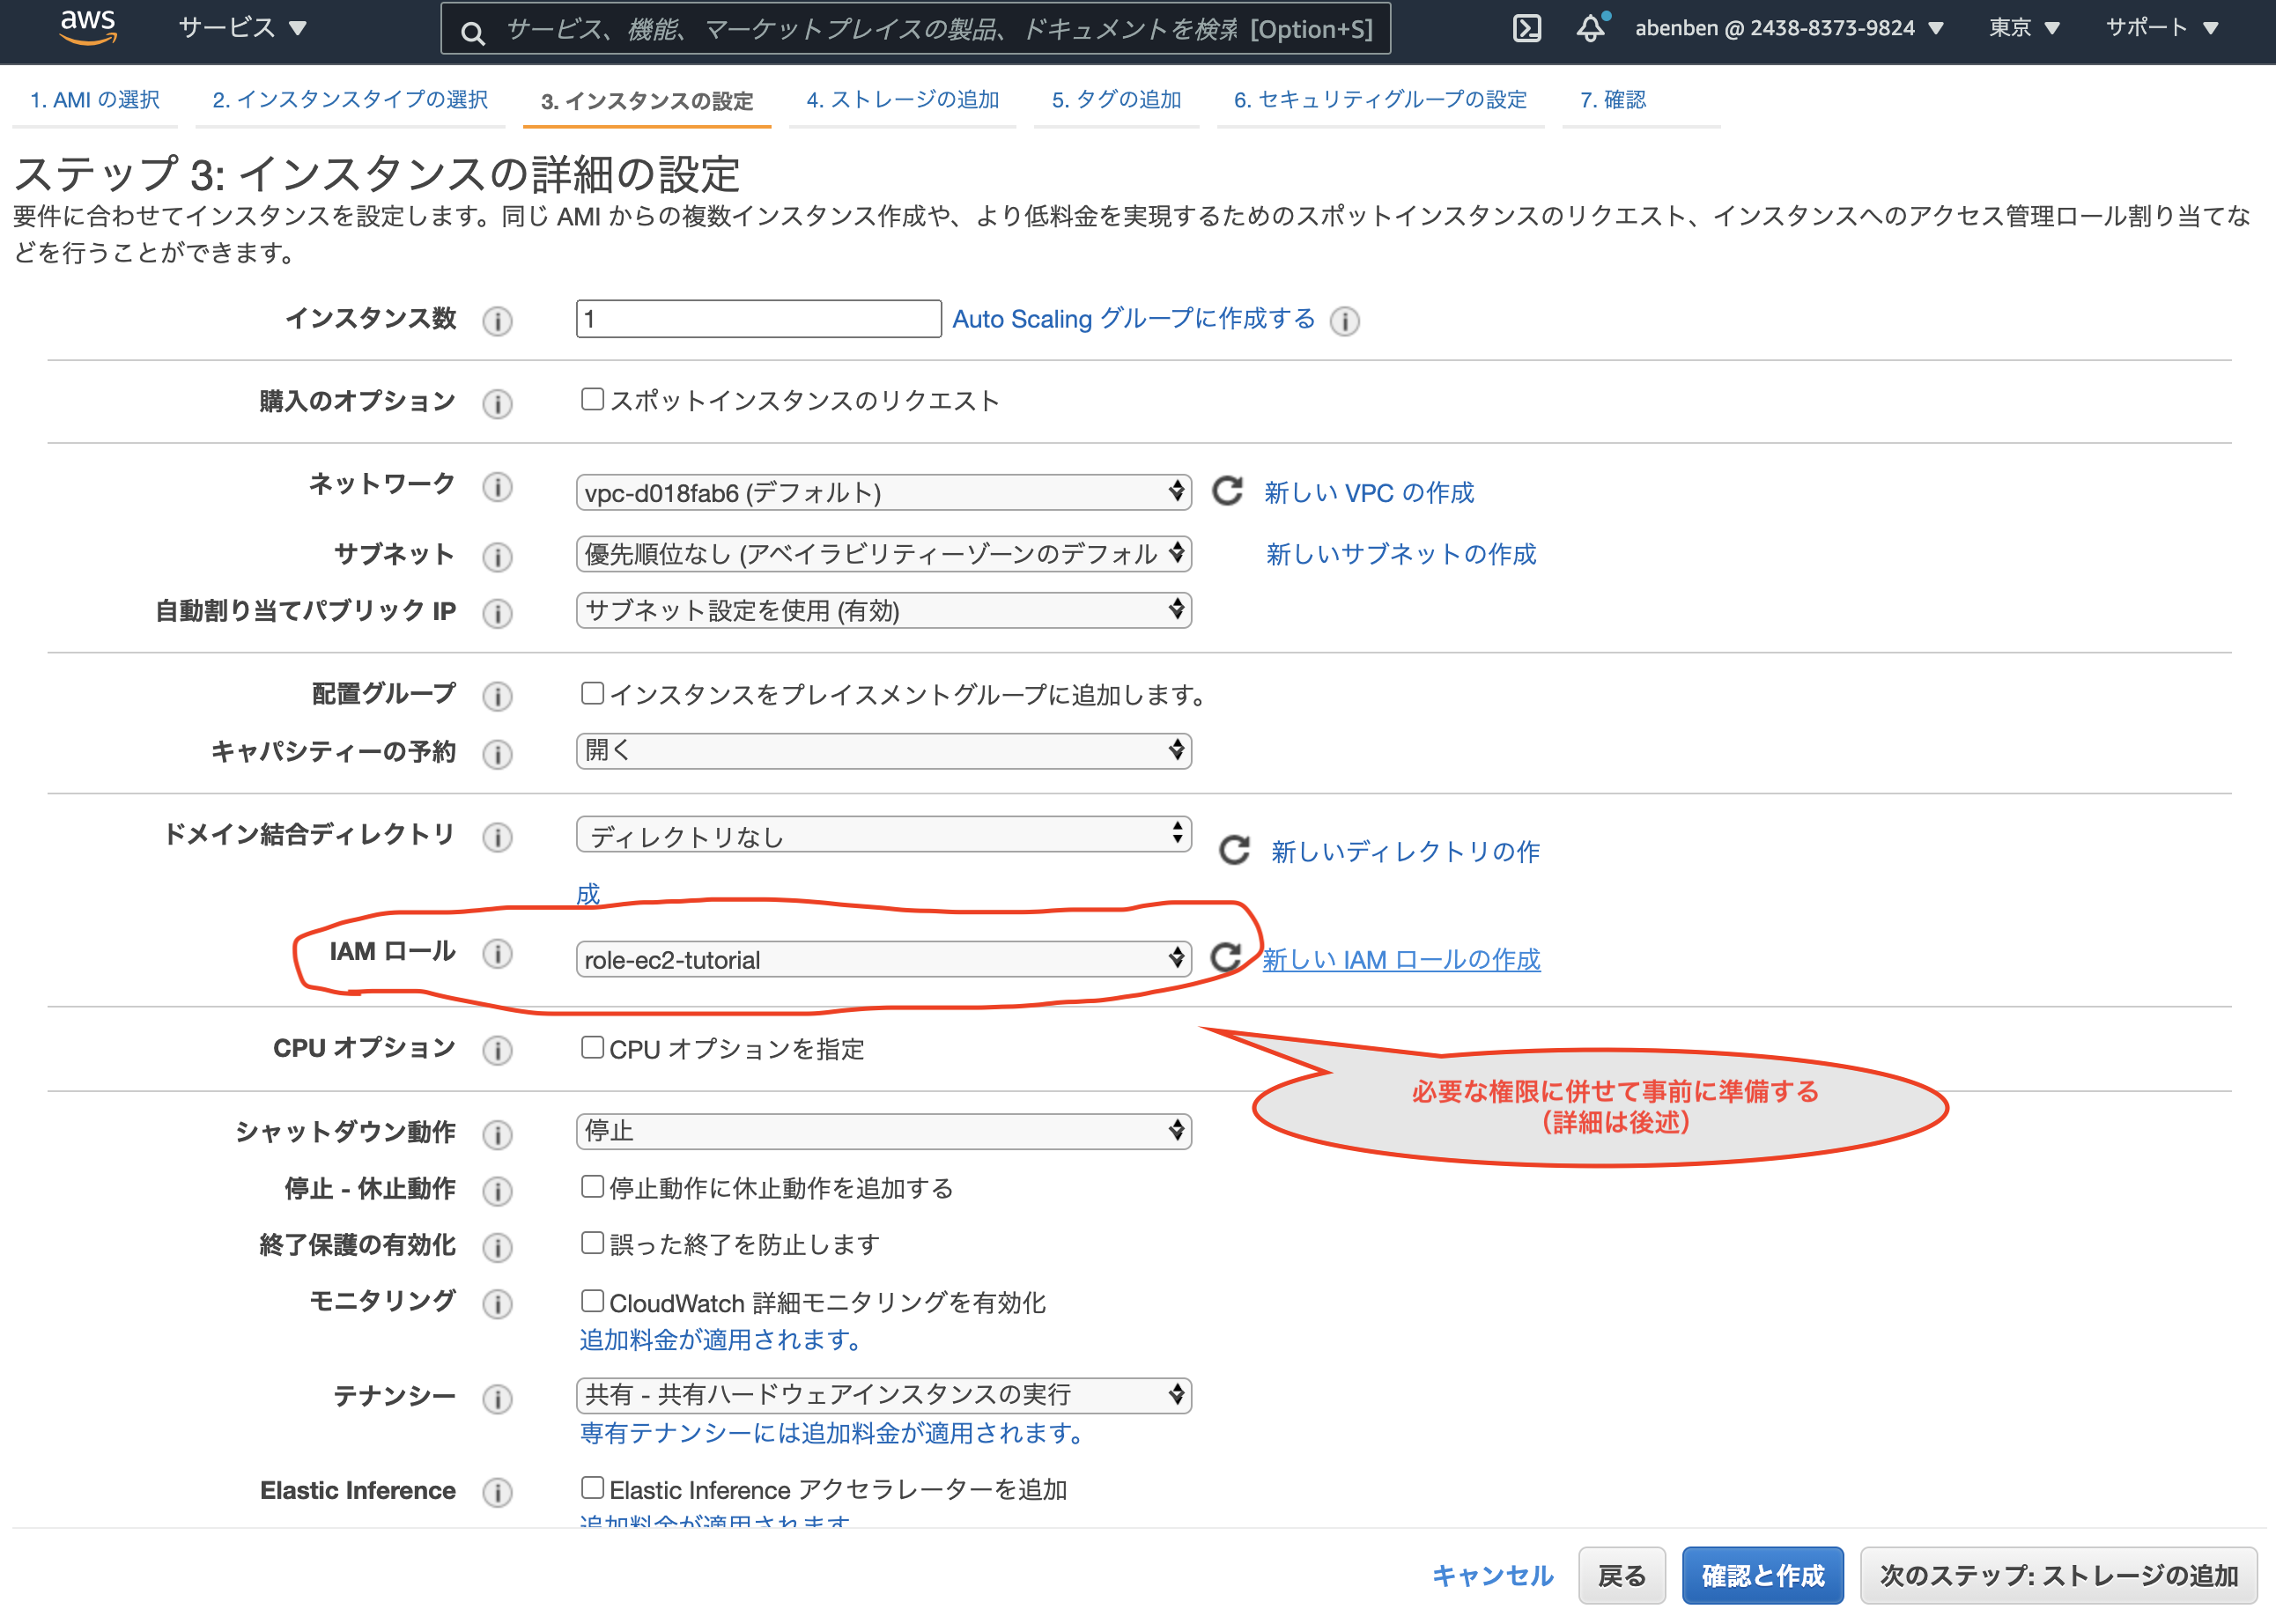 aws サービス サービス、機能、マーケットプレイスの製品、ドキュメントを検索 [Option+S] abenben @ 2438-8373-9824 東京 サポート
1. AMI の選択 2. インスタンスタイプの選択 3. インスタンスの設定 4. ストレージの追加 5. タグの追加 6. セキュリティグループの設定 7. 確認
ステップ 3: インスタンスの詳細の設定
要件に合わせてインスタンスを設定します。同じ AMI からの複数インスタンス作成や、より低料金を実現するためのスポットインスタンスのリクエスト、インスタンスへのアクセス管理ロール割り当てな
どを行うことができます。
インスタンス数 1 Auto Scaling グループに作成する
購入のオプション スポットインスタンスのリクエスト
ネットワーク vpc-d018fab6 (デフォルト) 新しい VPC の作成
サブネット 優先順位なし (アベイラビリティーゾーンのデフォル 新しいサブネットの作成
自動割り当てパブリック IP サブネット設定を使用 (有効)
配置グループ インスタンスをプレイスメントグループに追加します。
キャパシティーの予約 開く
ドメイン結合ディレクトリ ディレクトリなし 新しいディレクトリの作
成
IAM ロール role-ec2-tutorial 新しい IAM ロールの作成
CPU オプション CPU オプションを指定
必要な権限に併せて事前に準備する
（詳細は後述）
シャットダウン動作 停止
停止 - 休止動作 停止動作に休止動作を追加する
終了保護の有効化 誤った終了を防止します
モニタリング CloudWatch 詳細モニタリングを有効化
追加料金が適用されます。
テナンシー 共有 - 共有ハードウェアインスタンスの実行
専有テナンシーには追加料金が適用されます。
Elastic Inference Elastic Inference アクセラレーターを追加
追加料金が適用されます
キャンセル 戻る 確認と作成 次のステップ: ストレージの追加